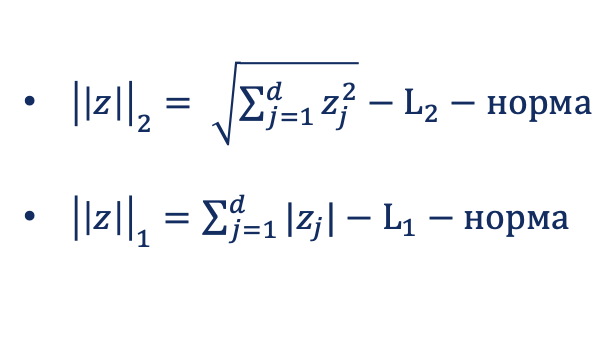 • ||z||₂ = √(∑ⱼ₌₁ᵈ zⱼ²) − L₂ − норма
• ||z||₁ = ∑ⱼ₌₁ᵈ |zⱼ| − L₁ − норма